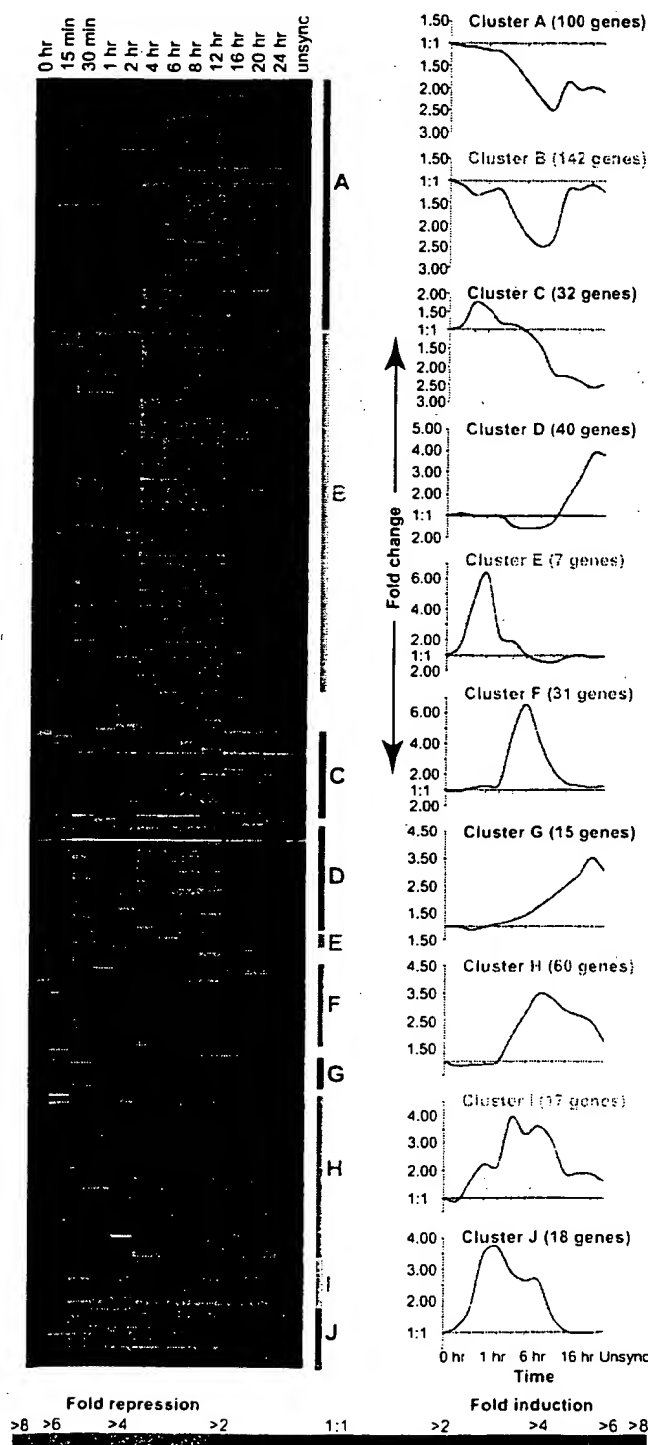 0 hr
15 min
30 min
1 hr
2 hr
4 hr
6 hr
8 hr
12 hr
16 hr
20 hr
24 hr
unsync
A
B
C
D
E
F
G
H
I
J
Fold change
Cluster A (100 genes)
1.50
1:1
1.50
2.00
2.50
3.00
Cluster B (142 genes)
1.50
1:1
1.50
2.00
2.50
3.00
Cluster C (32 genes)
2.00
1.50
1:1
1.50
2.00
2.50
3.00
Cluster D (40 genes)
5.00
4.00
3.00
2.00
1:1
2.00
Cluster E (7 genes)
6.00
4.00
2.00
1:1
2.00
Cluster F (31 genes)
6.00
4.00
2.00
1:1
2.00
Cluster G (15 genes)
4.50
3.50
2.50
1.50
1.50
Cluster H (60 genes)
4.50
3.50
2.50
1.50
Cluster I (17 genes)
4.00
3.00
2.00
1:1
Cluster J (18 genes)
4.00
3.00
2.00
1:1
0 hr 1 hr 6 hr 16 hr Unsync
Time
Fold repression Fold induction
>8 >6 >4 >2 1:1 >2 >4 >6 >8